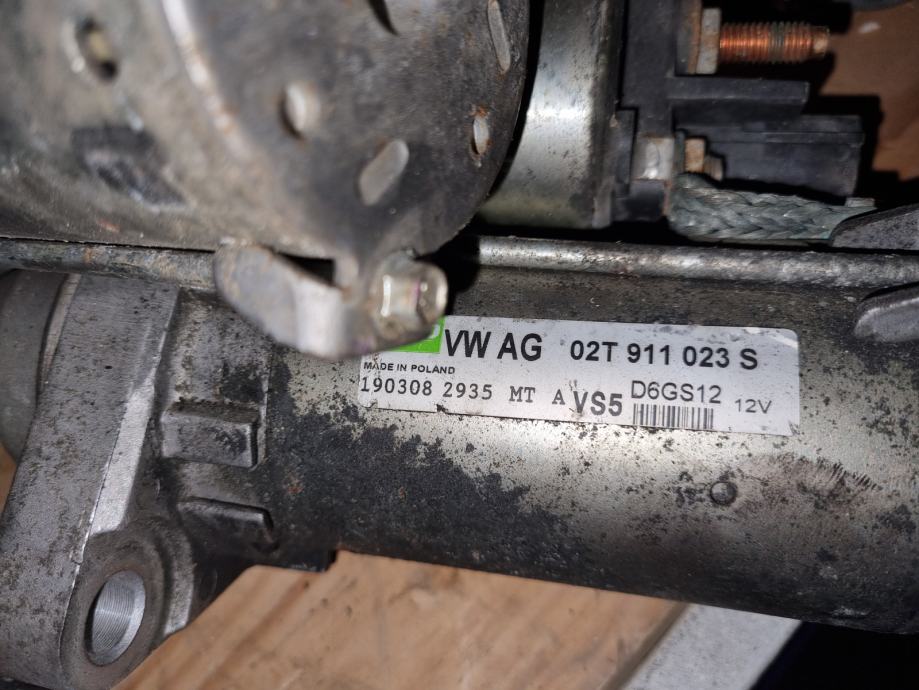 VW AG 02T 911 023 S
MADE IN POLAND
190308 2935 MT A VS5 D6GS12 12V